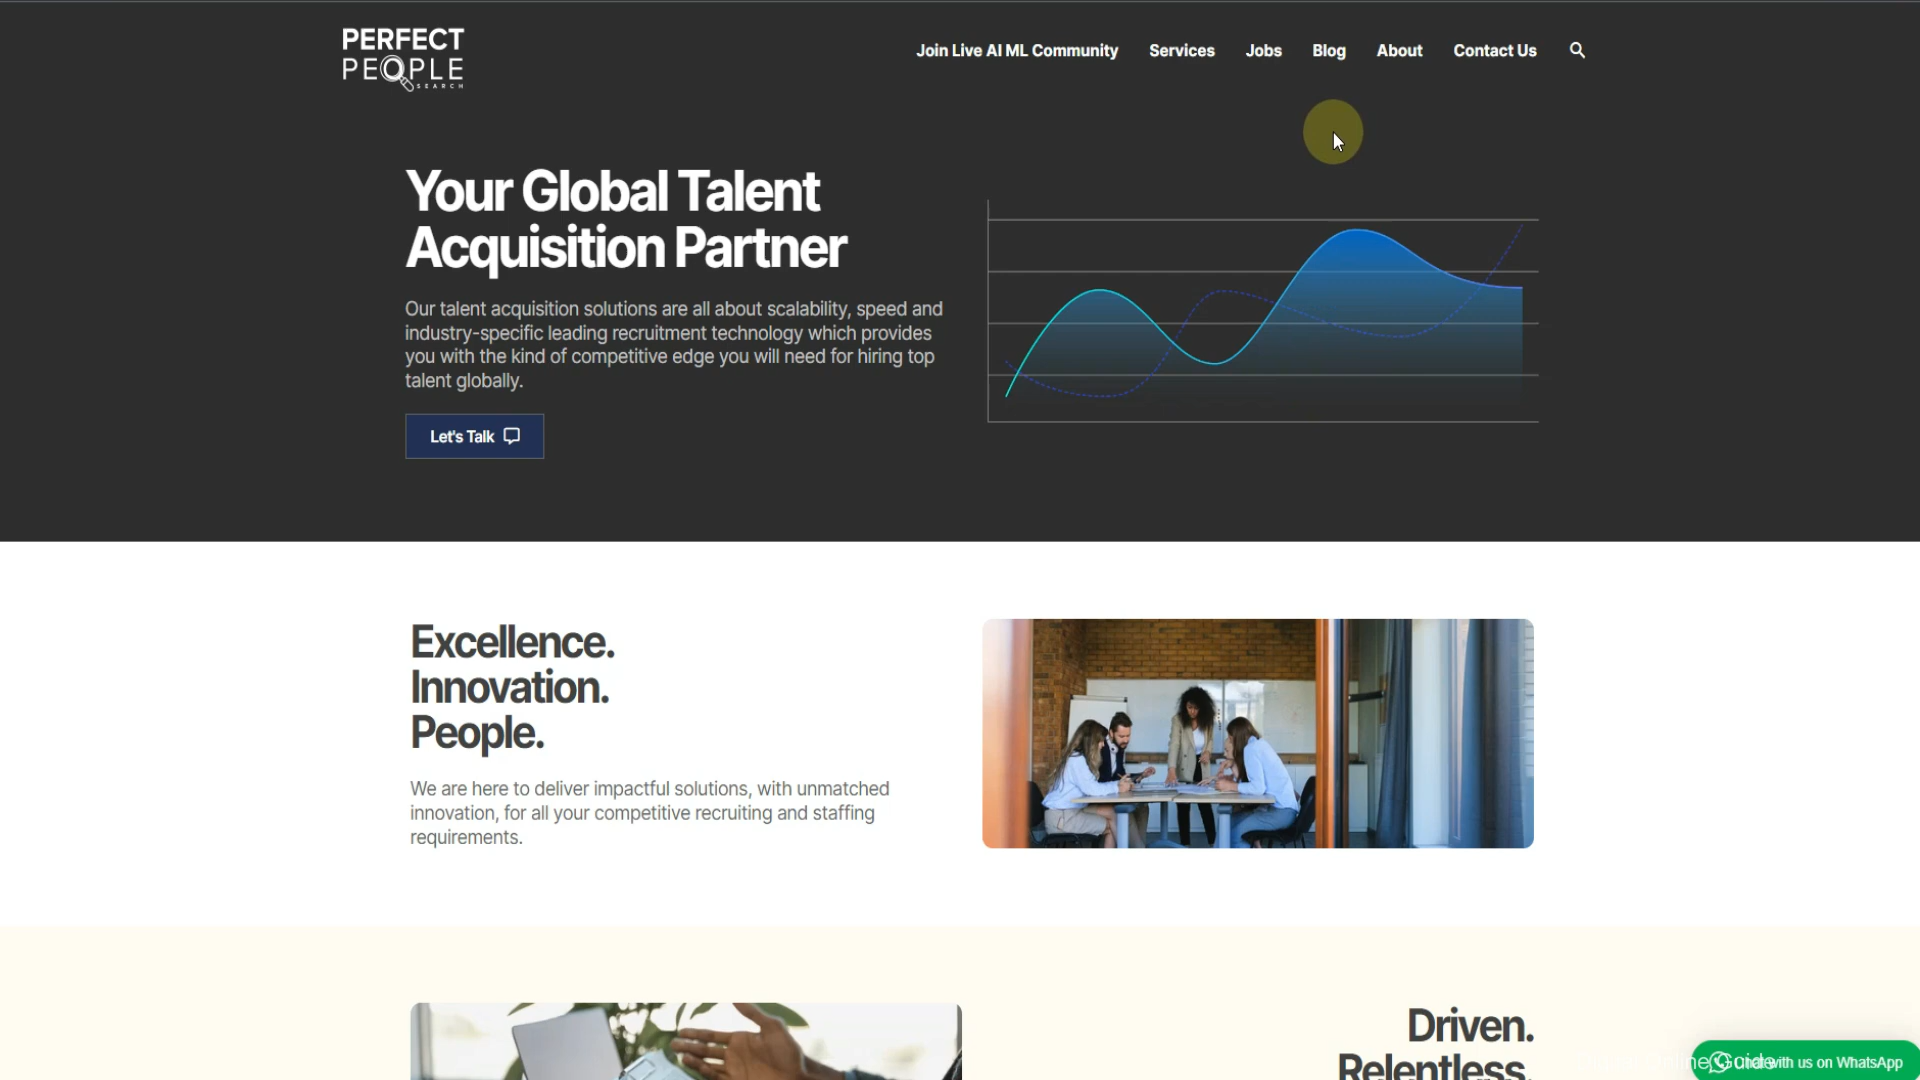 PERFECT
PEOPLE
SEARCH
Join Live AI ML Community Services Jobs Blog About Contact Us
Your Global Talent
Acquisition Partner
Our talent acquisition solutions are all about scalability, speed and
industry-specific leading recruitment technology which provides
you with the kind of competitive edge you will need for hiring top
talent globally.
Let's Talk
Excellence.
Innovation.
People.
We are here to deliver impactful solutions, with unmatched
innovation, for all your competitive recruiting and staffing
requirements.
Driven.
Relentless.
with us on WhatsApp